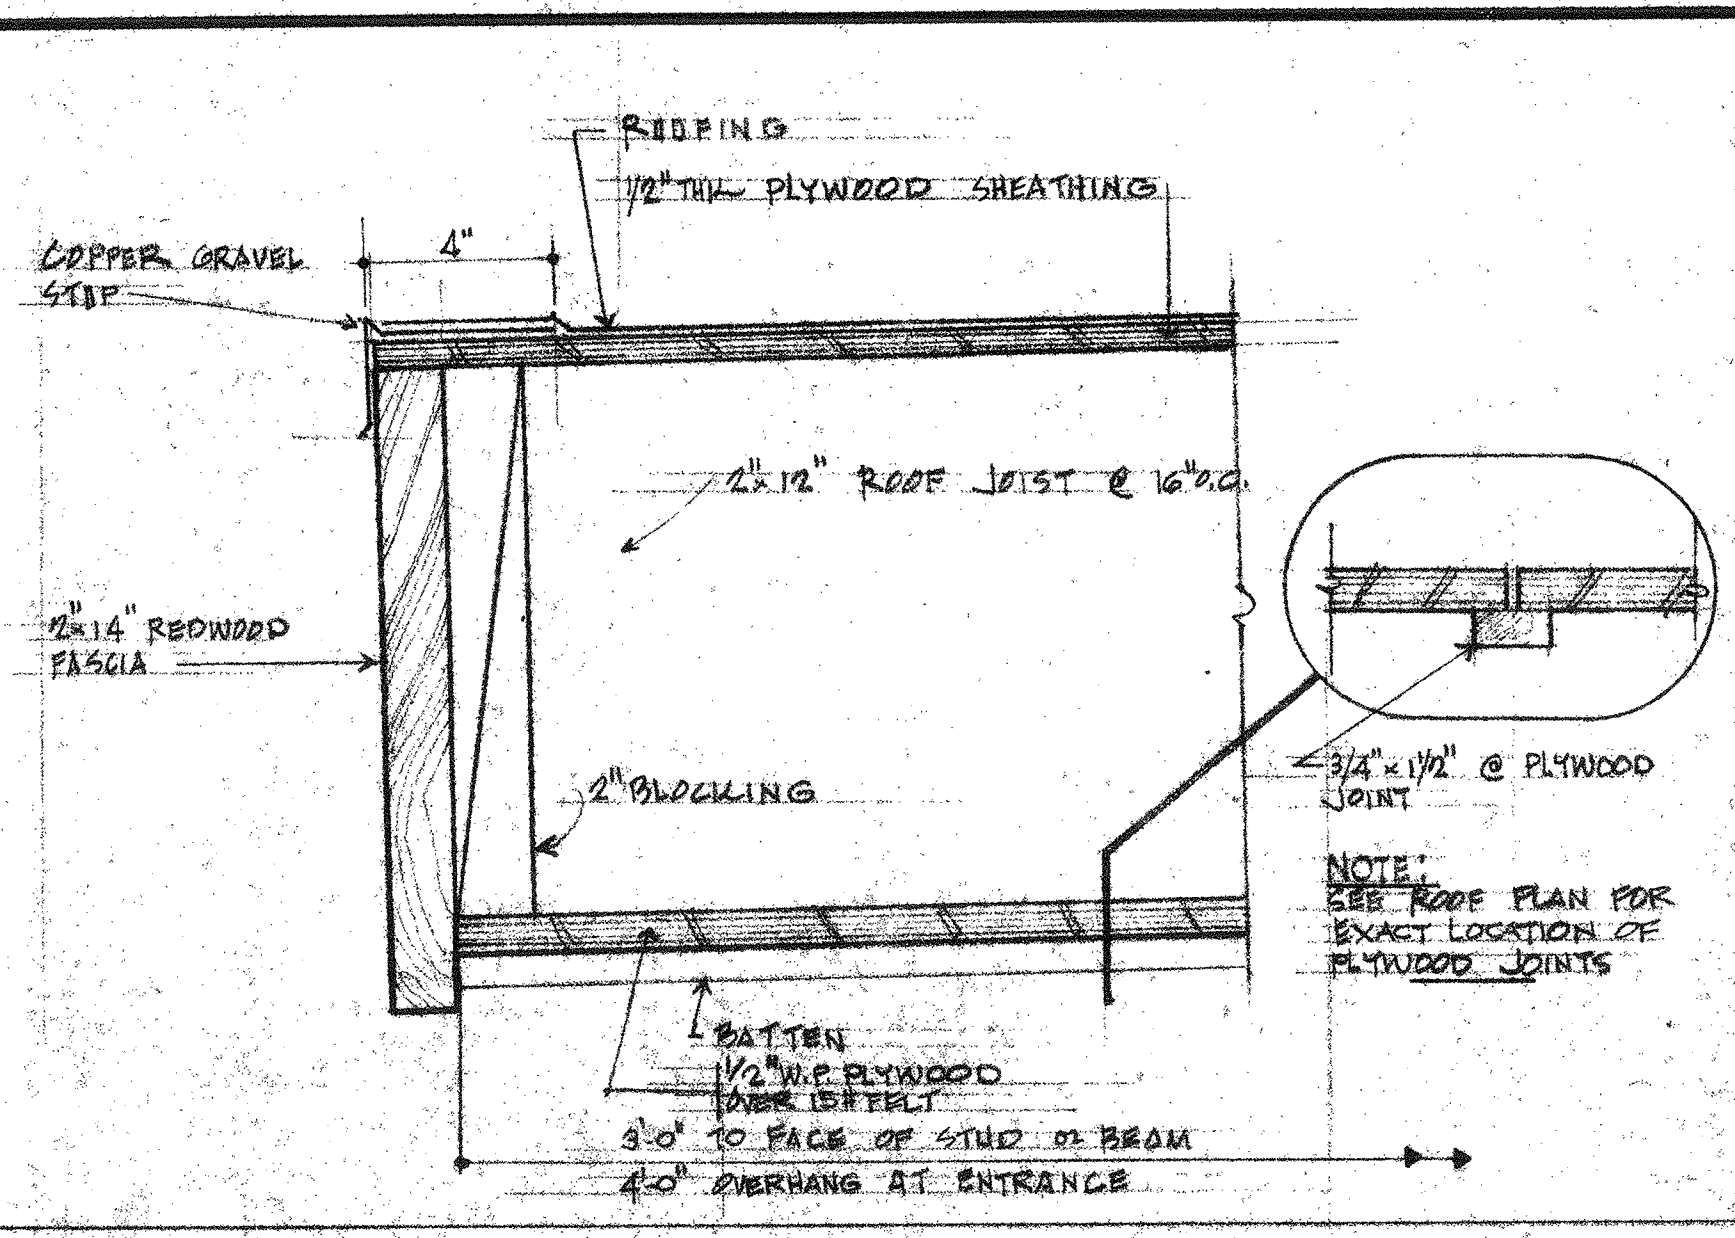 ROOFING
1/2" THK PLYWOOD SHEATHING
COPPER GRAVEL
STOP
4"
2"x12" ROOF JOIST @ 16"O.C.
2"x14" REDWOOD
FASCIA
2" BLOCKING
3/4"x1 1/2" @ PLYWOOD
JOINT
NOTE:
SEE ROOF PLAN FOR
EXACT LOCATION OF
PLYWOOD JOINTS
BATTEN
1/2" W.P. PLYWOOD
OVER 15# FELT
3'-0" TO FACE OF STUD OR BEAM
4'-0" OVERHANG AT ENTRANCE